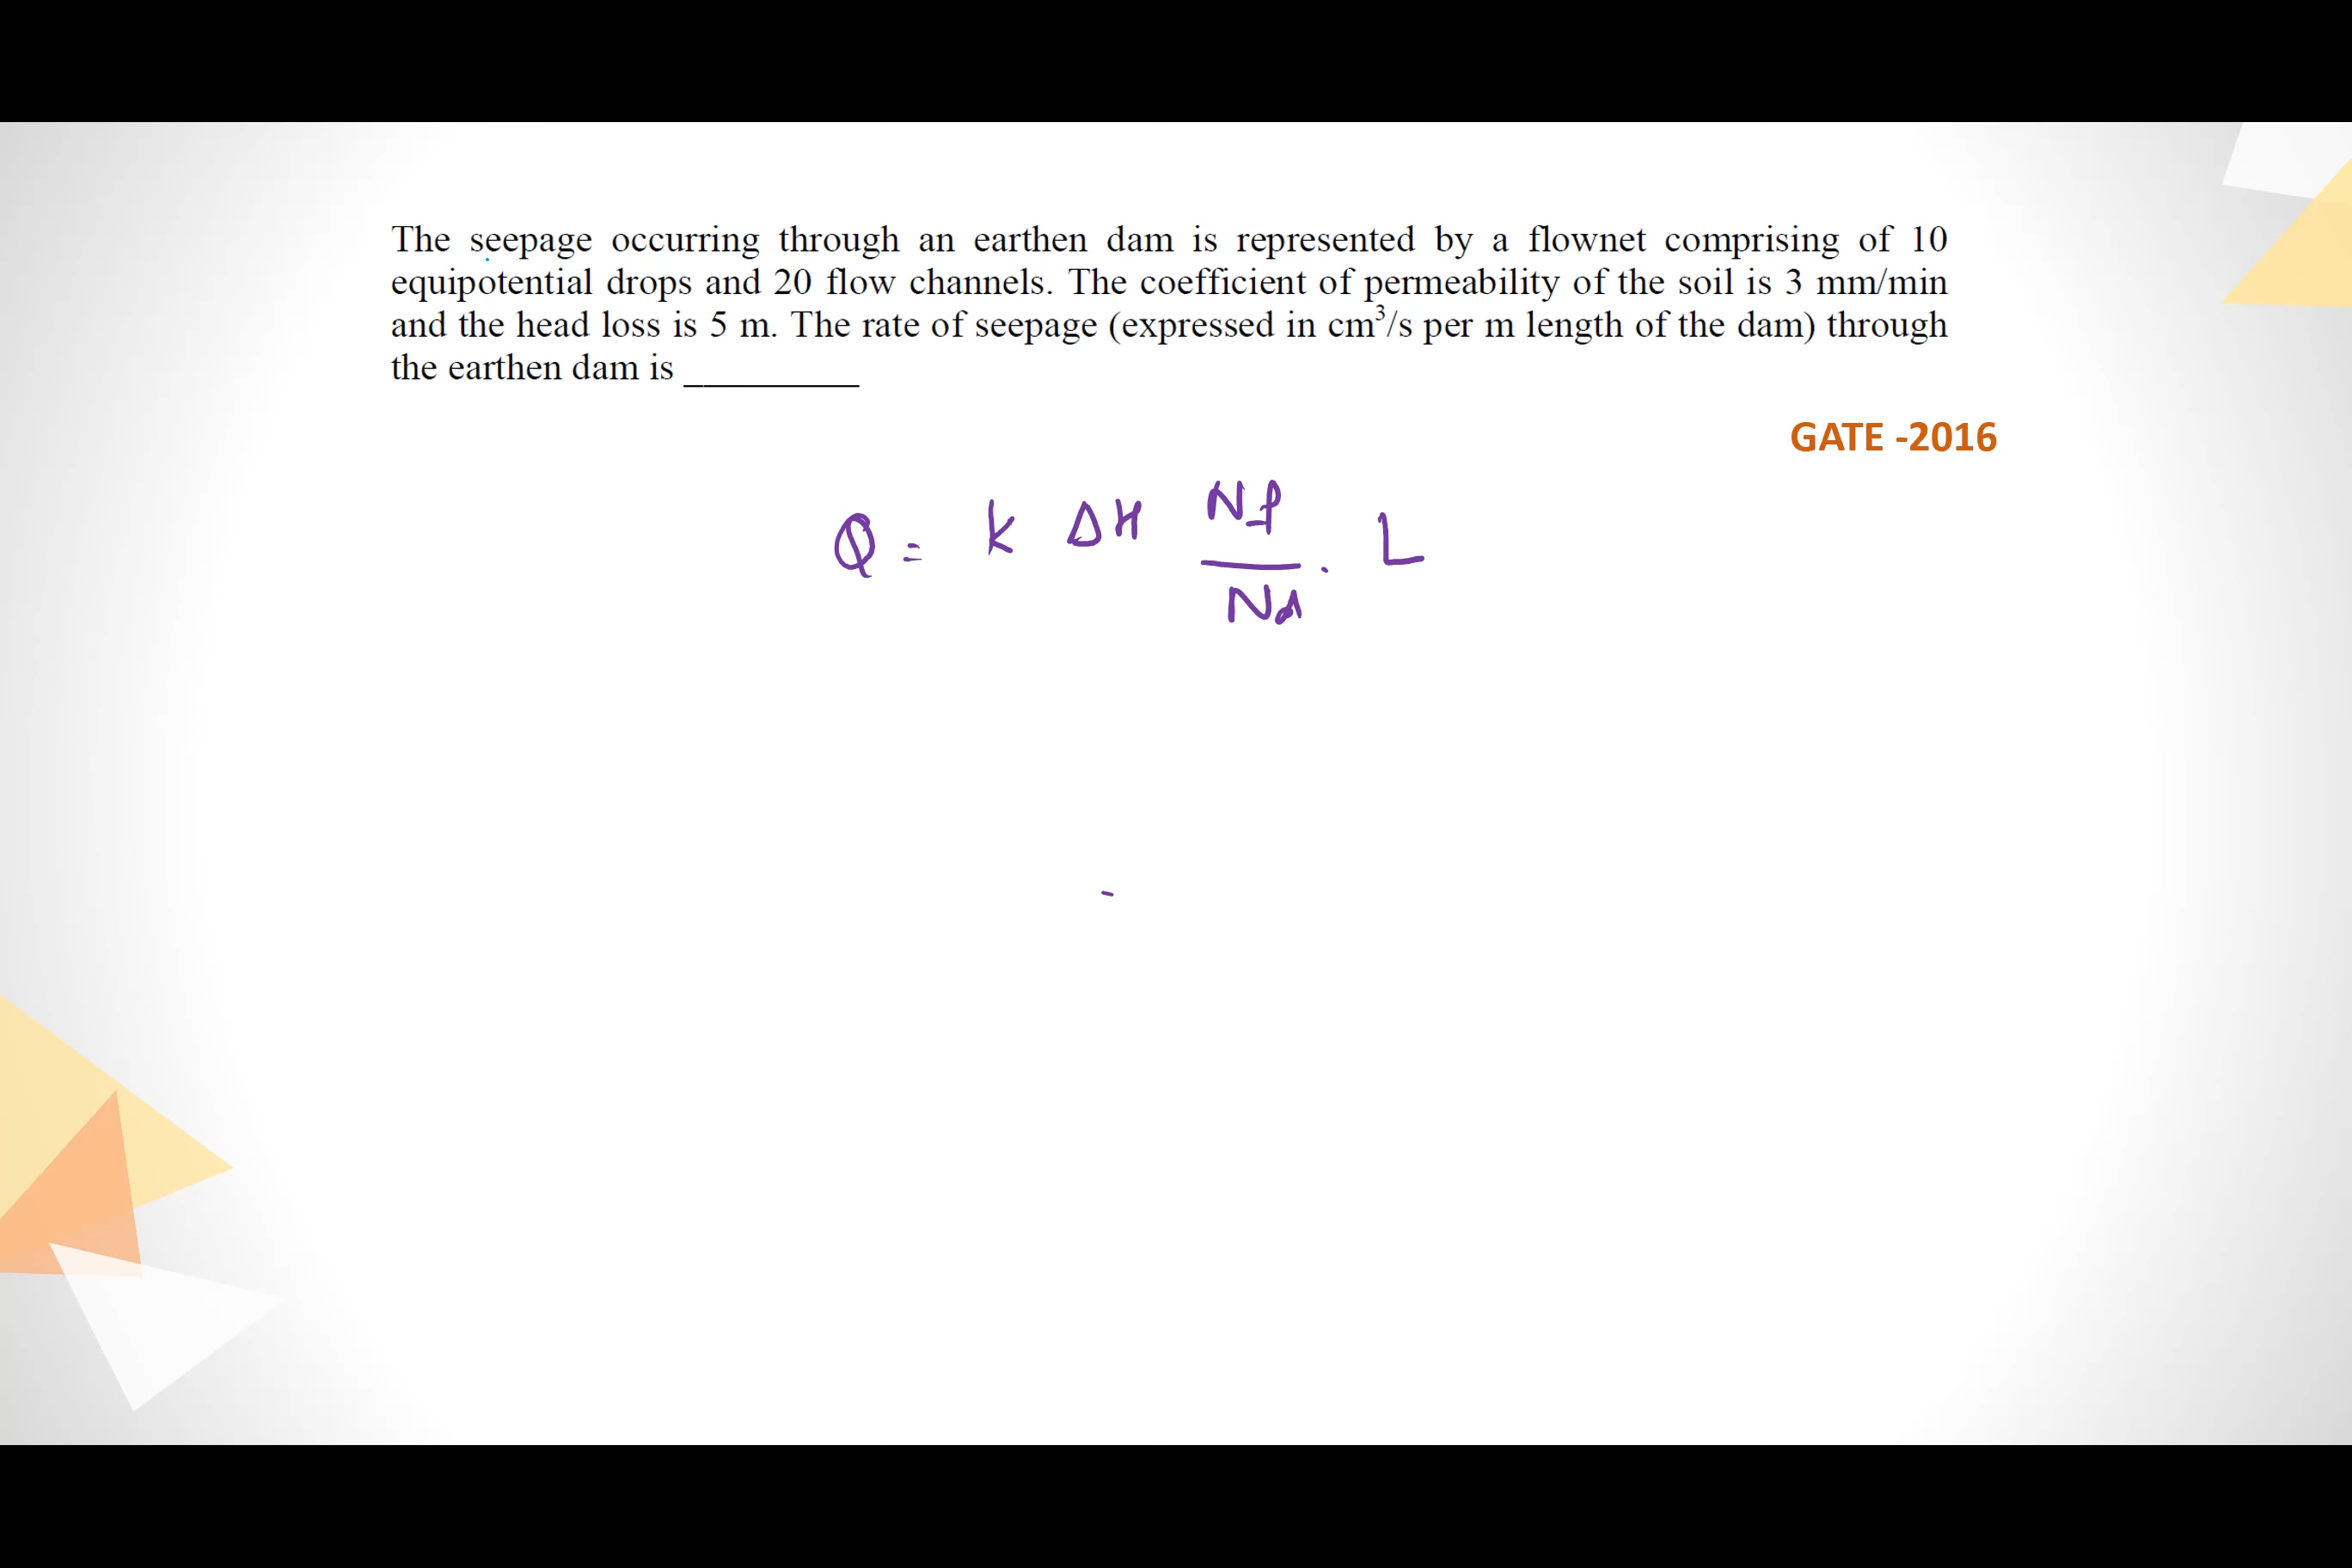 The seepage occurring through an earthen dam is represented by a flownet comprising of 10
equipotential drops and 20 flow channels. The coefficient of permeability of the soil is 3 mm/min
and the head loss is 5 m. The rate of seepage (expressed in cm³/s per m length of the dam) through
the earthen dam is __________
GATE -2016
Q = k ΔH Nf/Nd . L
-